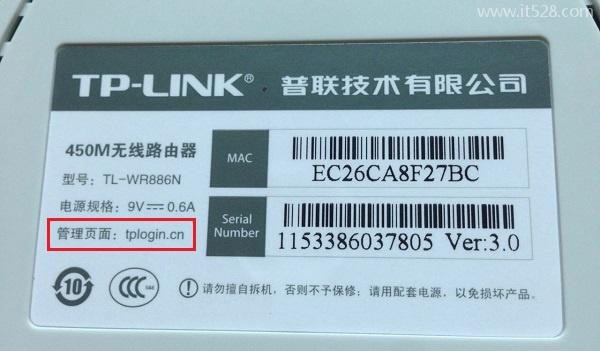 www.it528.com
TP-LINK® 普联技术有限公司
450M无线路由器
型号：TL-WR886N
电源规格：9V⎓0.6A
管理页面：tplogin.cn
MAC
EC26CA8F27BC
Serial
Number
1153386037805 Ver:3.0
10
CCC
请勿擅自拆机，否则不予保修；请用配套电源，以免损坏产品。